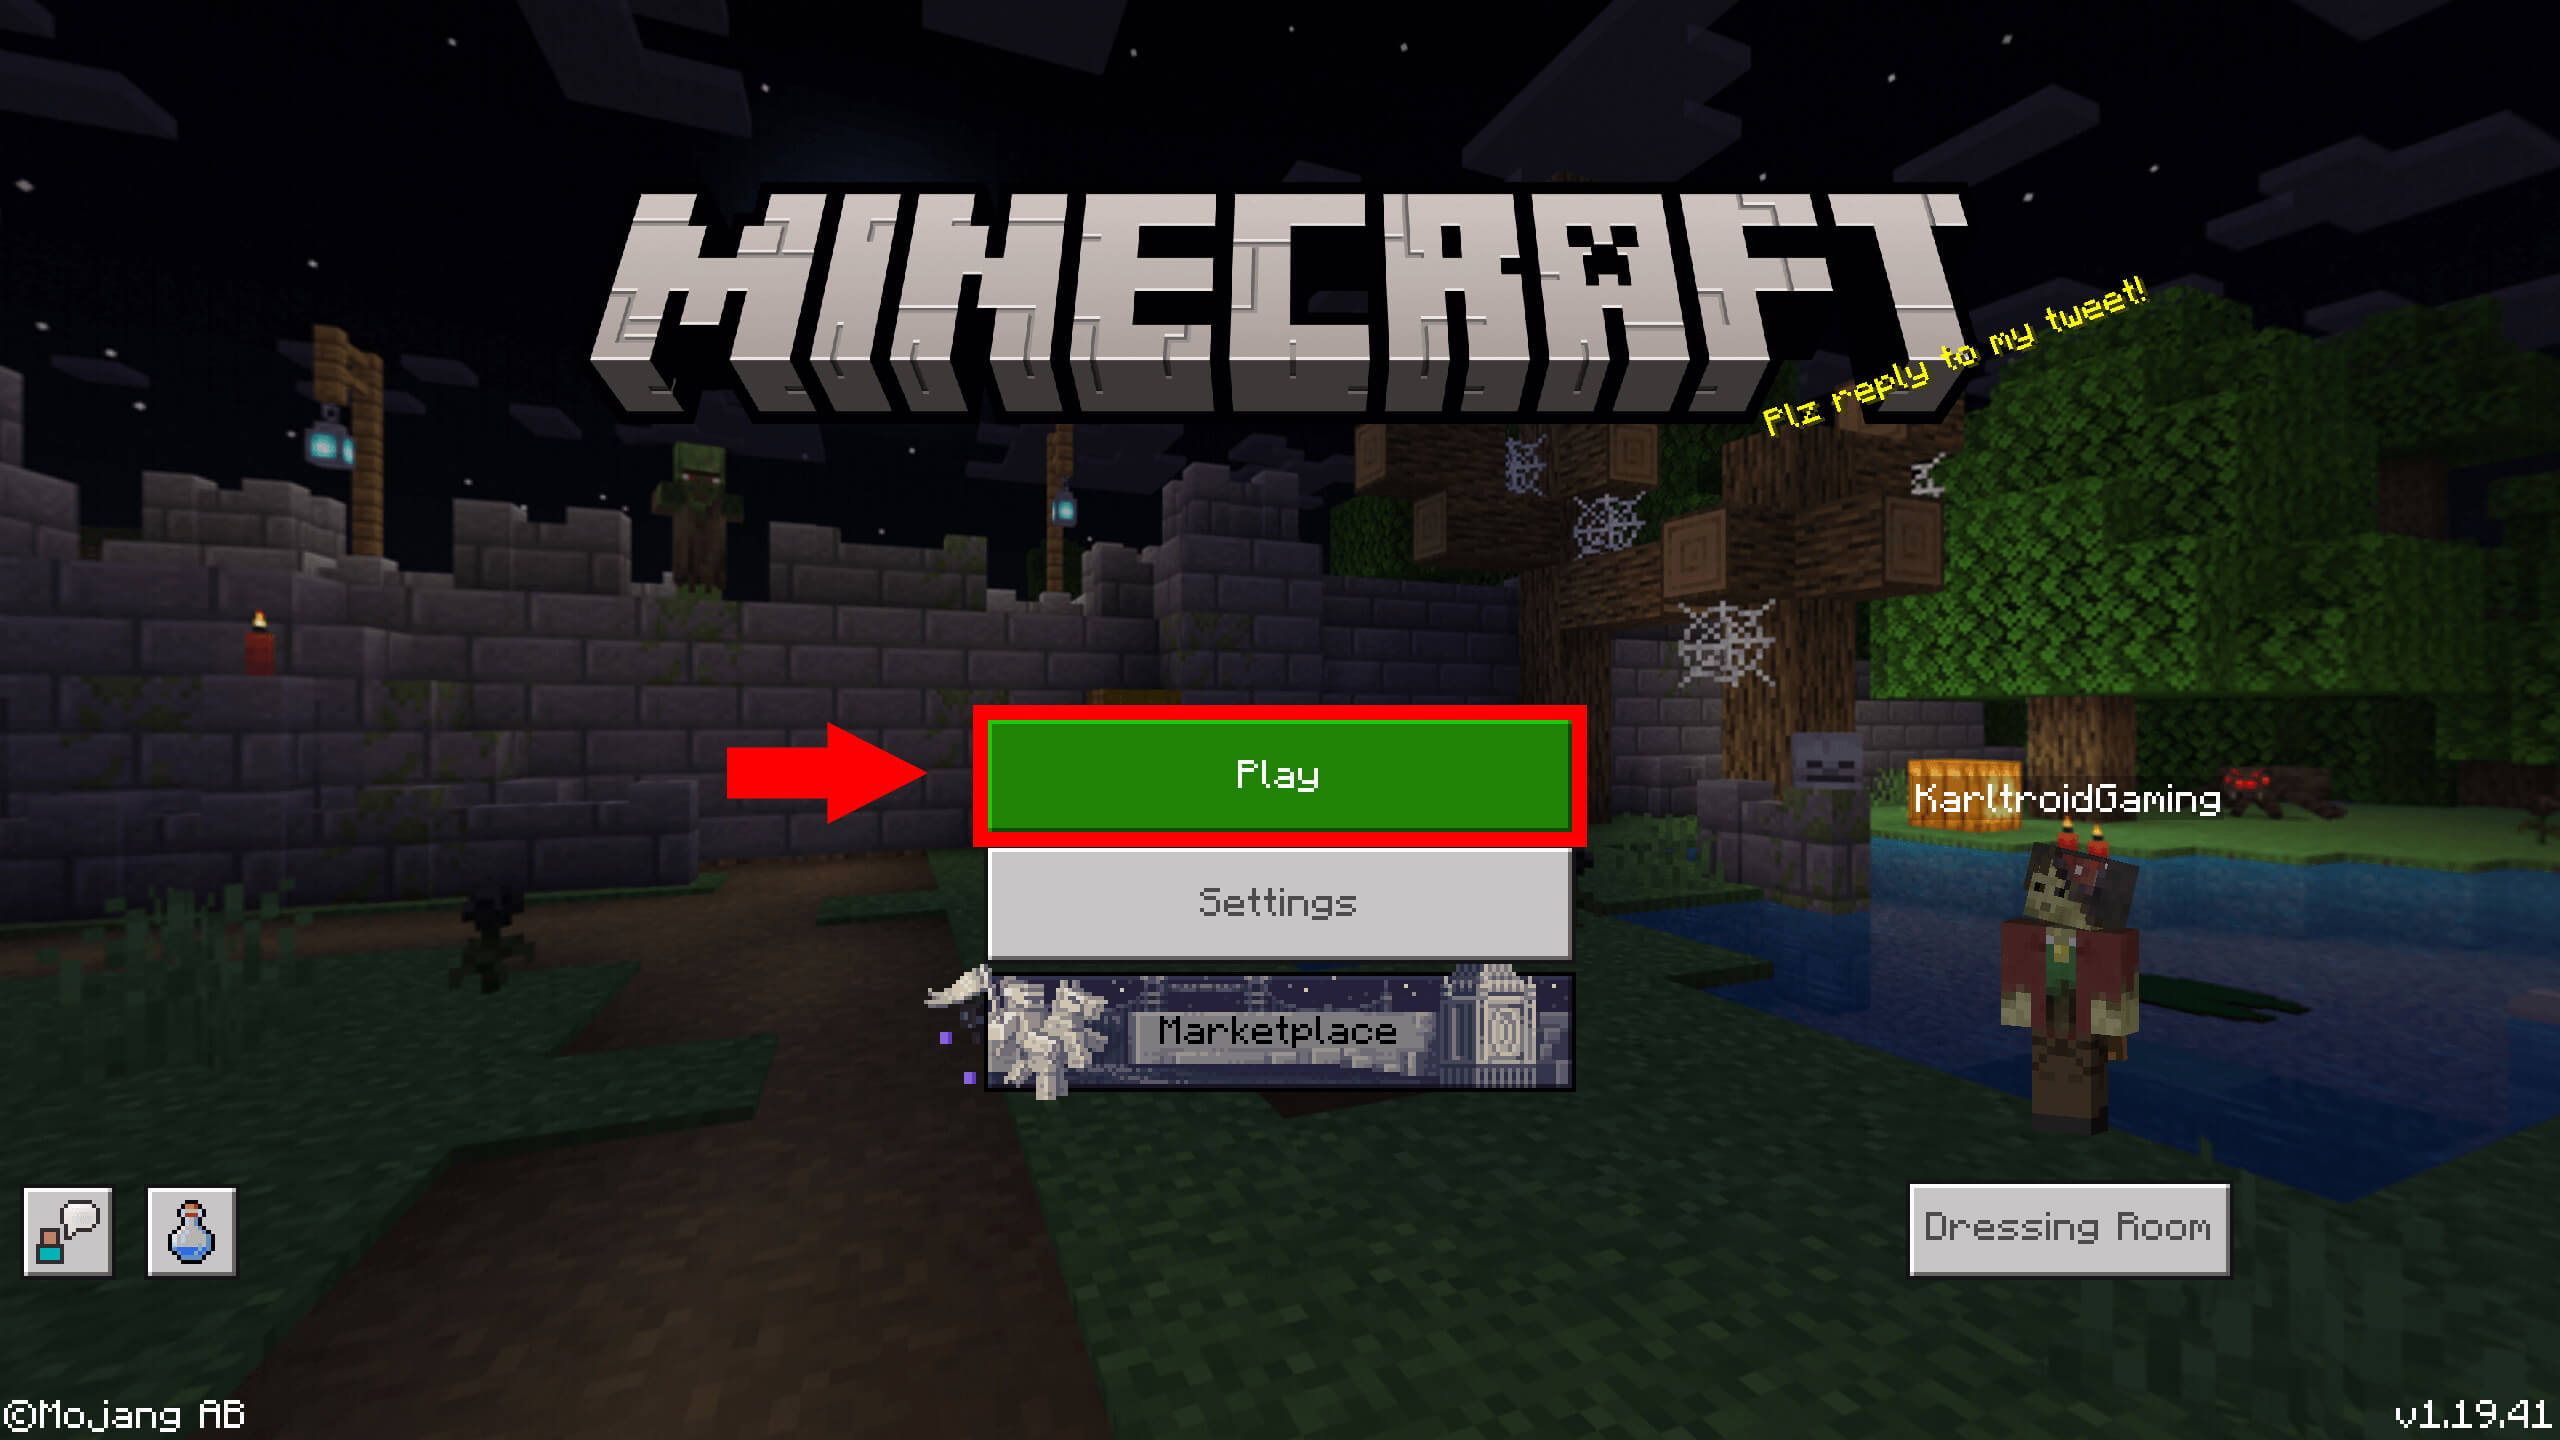 MINECRAFT
Plz reply to my tweet!
Play
KarltroidGaming
Settings
Marketplace
Dressing Room
©Mojang AB
v1.19.41